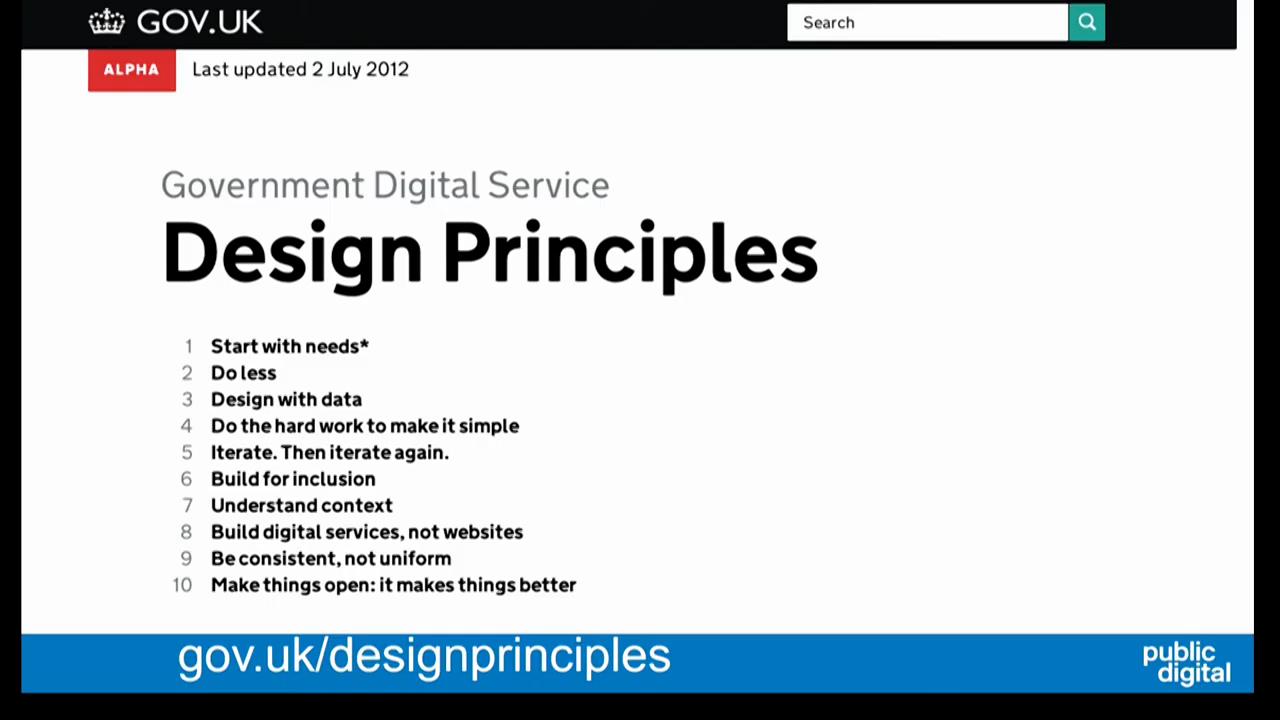 GOV.UK
Search
ALPHA Last updated 2 July 2012
Government Digital Service
Design Principles
1 Start with needs*
2 Do less
3 Design with data
4 Do the hard work to make it simple
5 Iterate. Then iterate again.
6 Build for inclusion
7 Understand context
8 Build digital services, not websites
9 Be consistent, not uniform
10 Make things open: it makes things better
gov.uk/designprinciples
public
digital